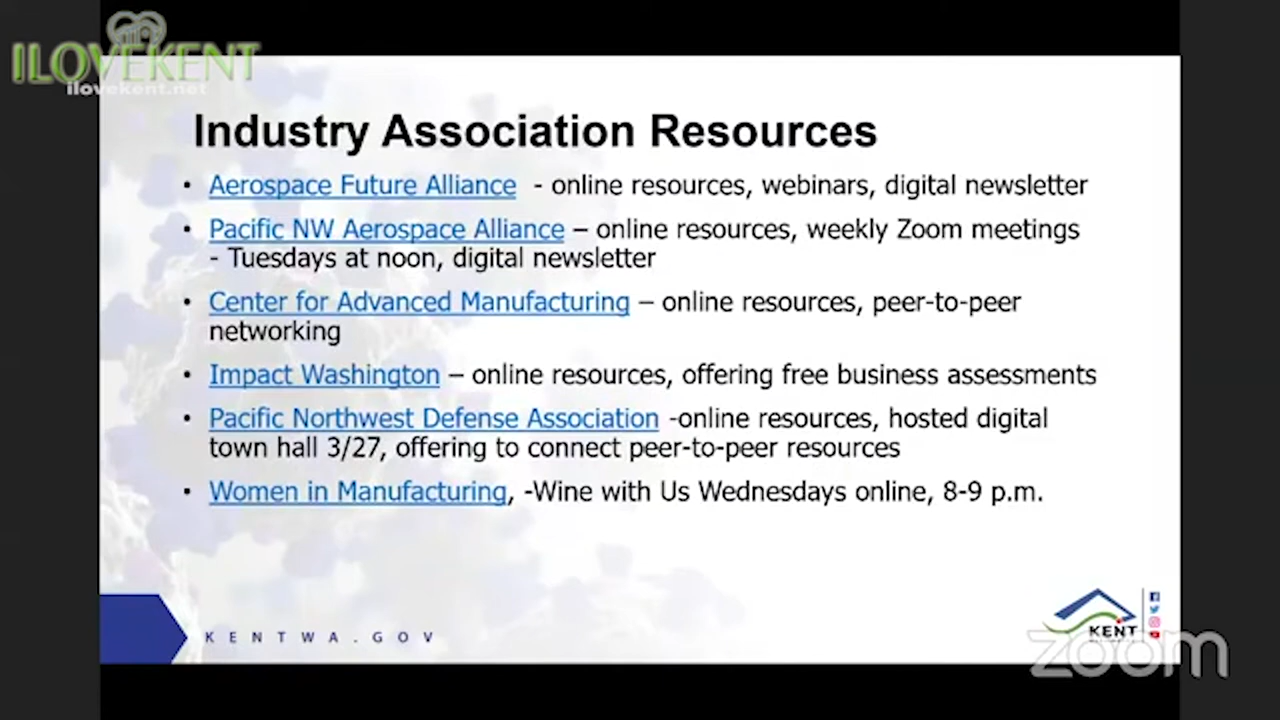 ILOVEKENT
ilovekent.net
Industry Association Resources
• Aerospace Future Alliance - online resources, webinars, digital newsletter
• Pacific NW Aerospace Alliance – online resources, weekly Zoom meetings
- Tuesdays at noon, digital newsletter
• Center for Advanced Manufacturing – online resources, peer-to-peer
networking
• Impact Washington – online resources, offering free business assessments
• Pacific Northwest Defense Association -online resources, hosted digital
town hall 3/27, offering to connect peer-to-peer resources
• Women in Manufacturing, -Wine with Us Wednesdays online, 8-9 p.m.
KENTWA.GOV
KENT
zoom